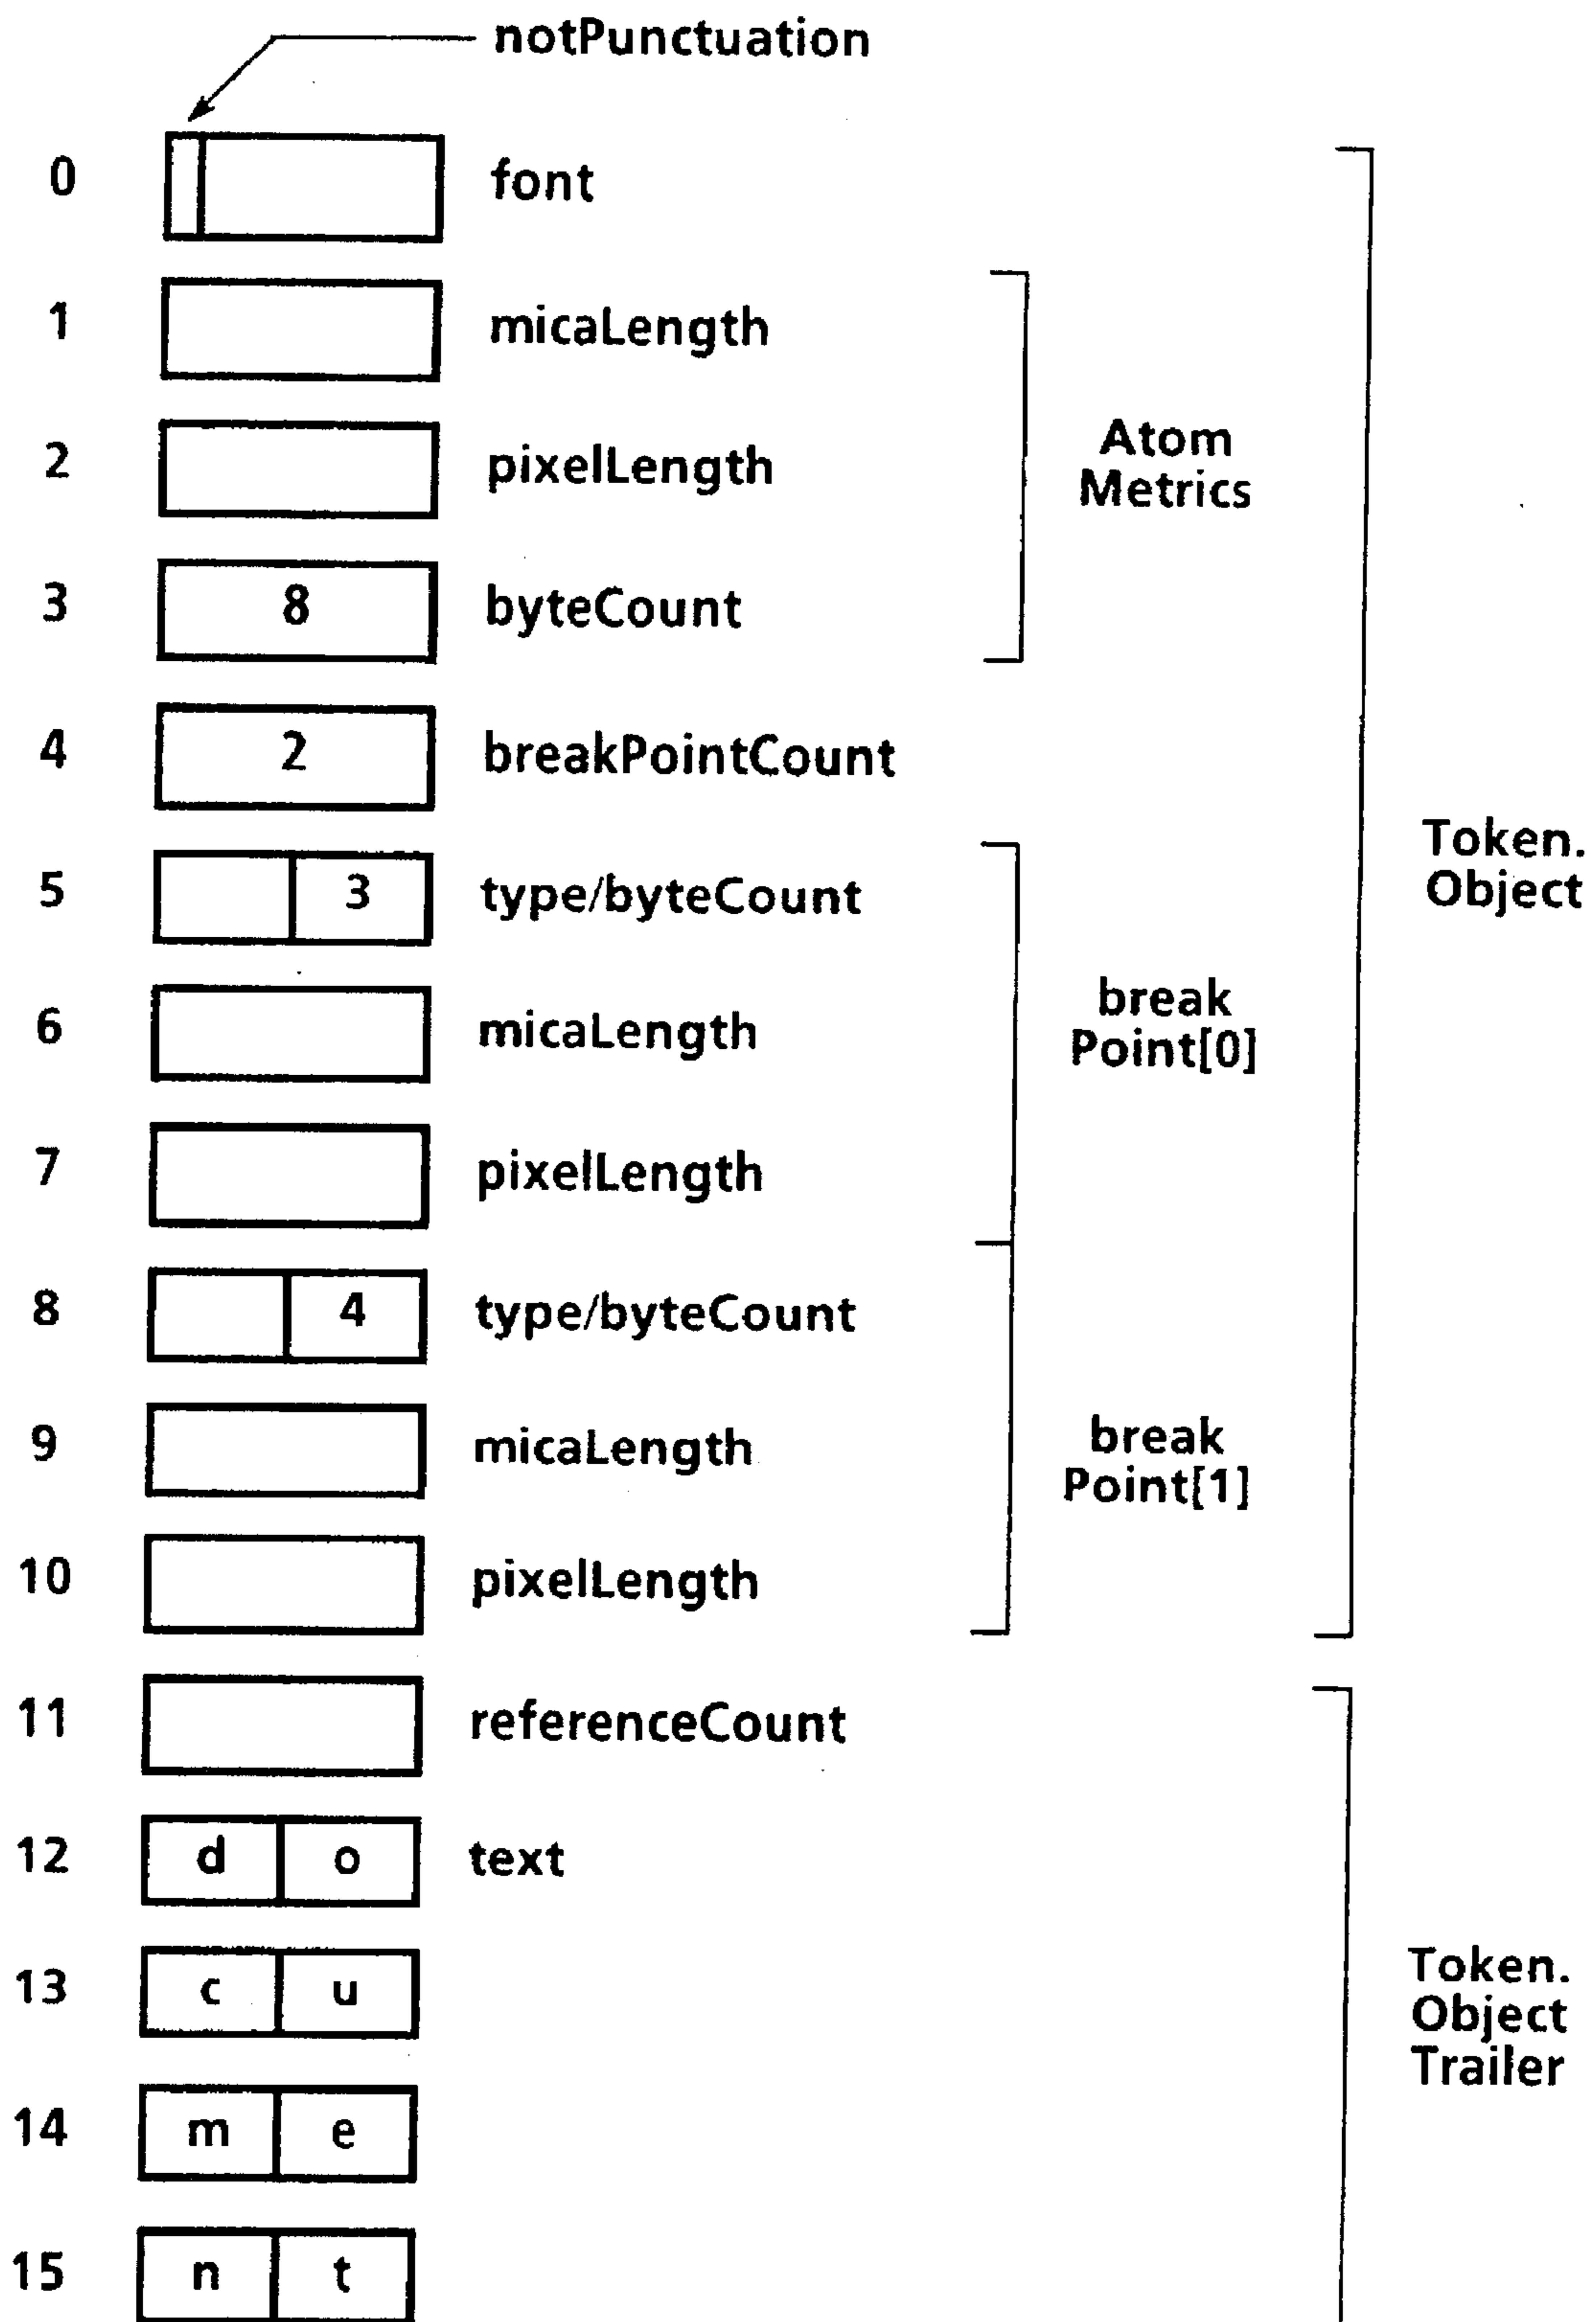 notPunctuation
0 font
1 micaLength
2 pixelLength
Atom
Metrics
3 8 byteCount
4 2 breakPointCount
5 3 type/byteCount
Token.
Object
6 micaLength
break
Point[0]
7 pixelLength
8 4 type/byteCount
9 micaLength
break
Point[1]
10 pixelLength
11 referenceCount
12 d o text
13 c u
Token.
Object
Trailer
14 m e
15 n t